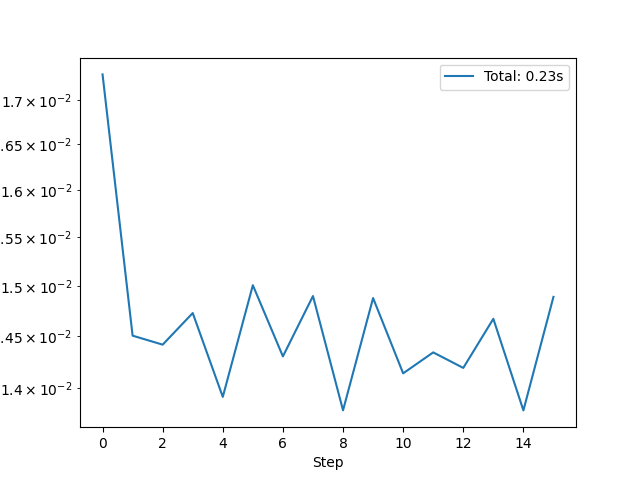 Total: 0.23s
1.7 × 10⁻²
.65 × 10⁻²
1.6 × 10⁻²
.55 × 10⁻²
1.5 × 10⁻²
.45 × 10⁻²
1.4 × 10⁻²
0 2 4 6 8 10 12 14
Step